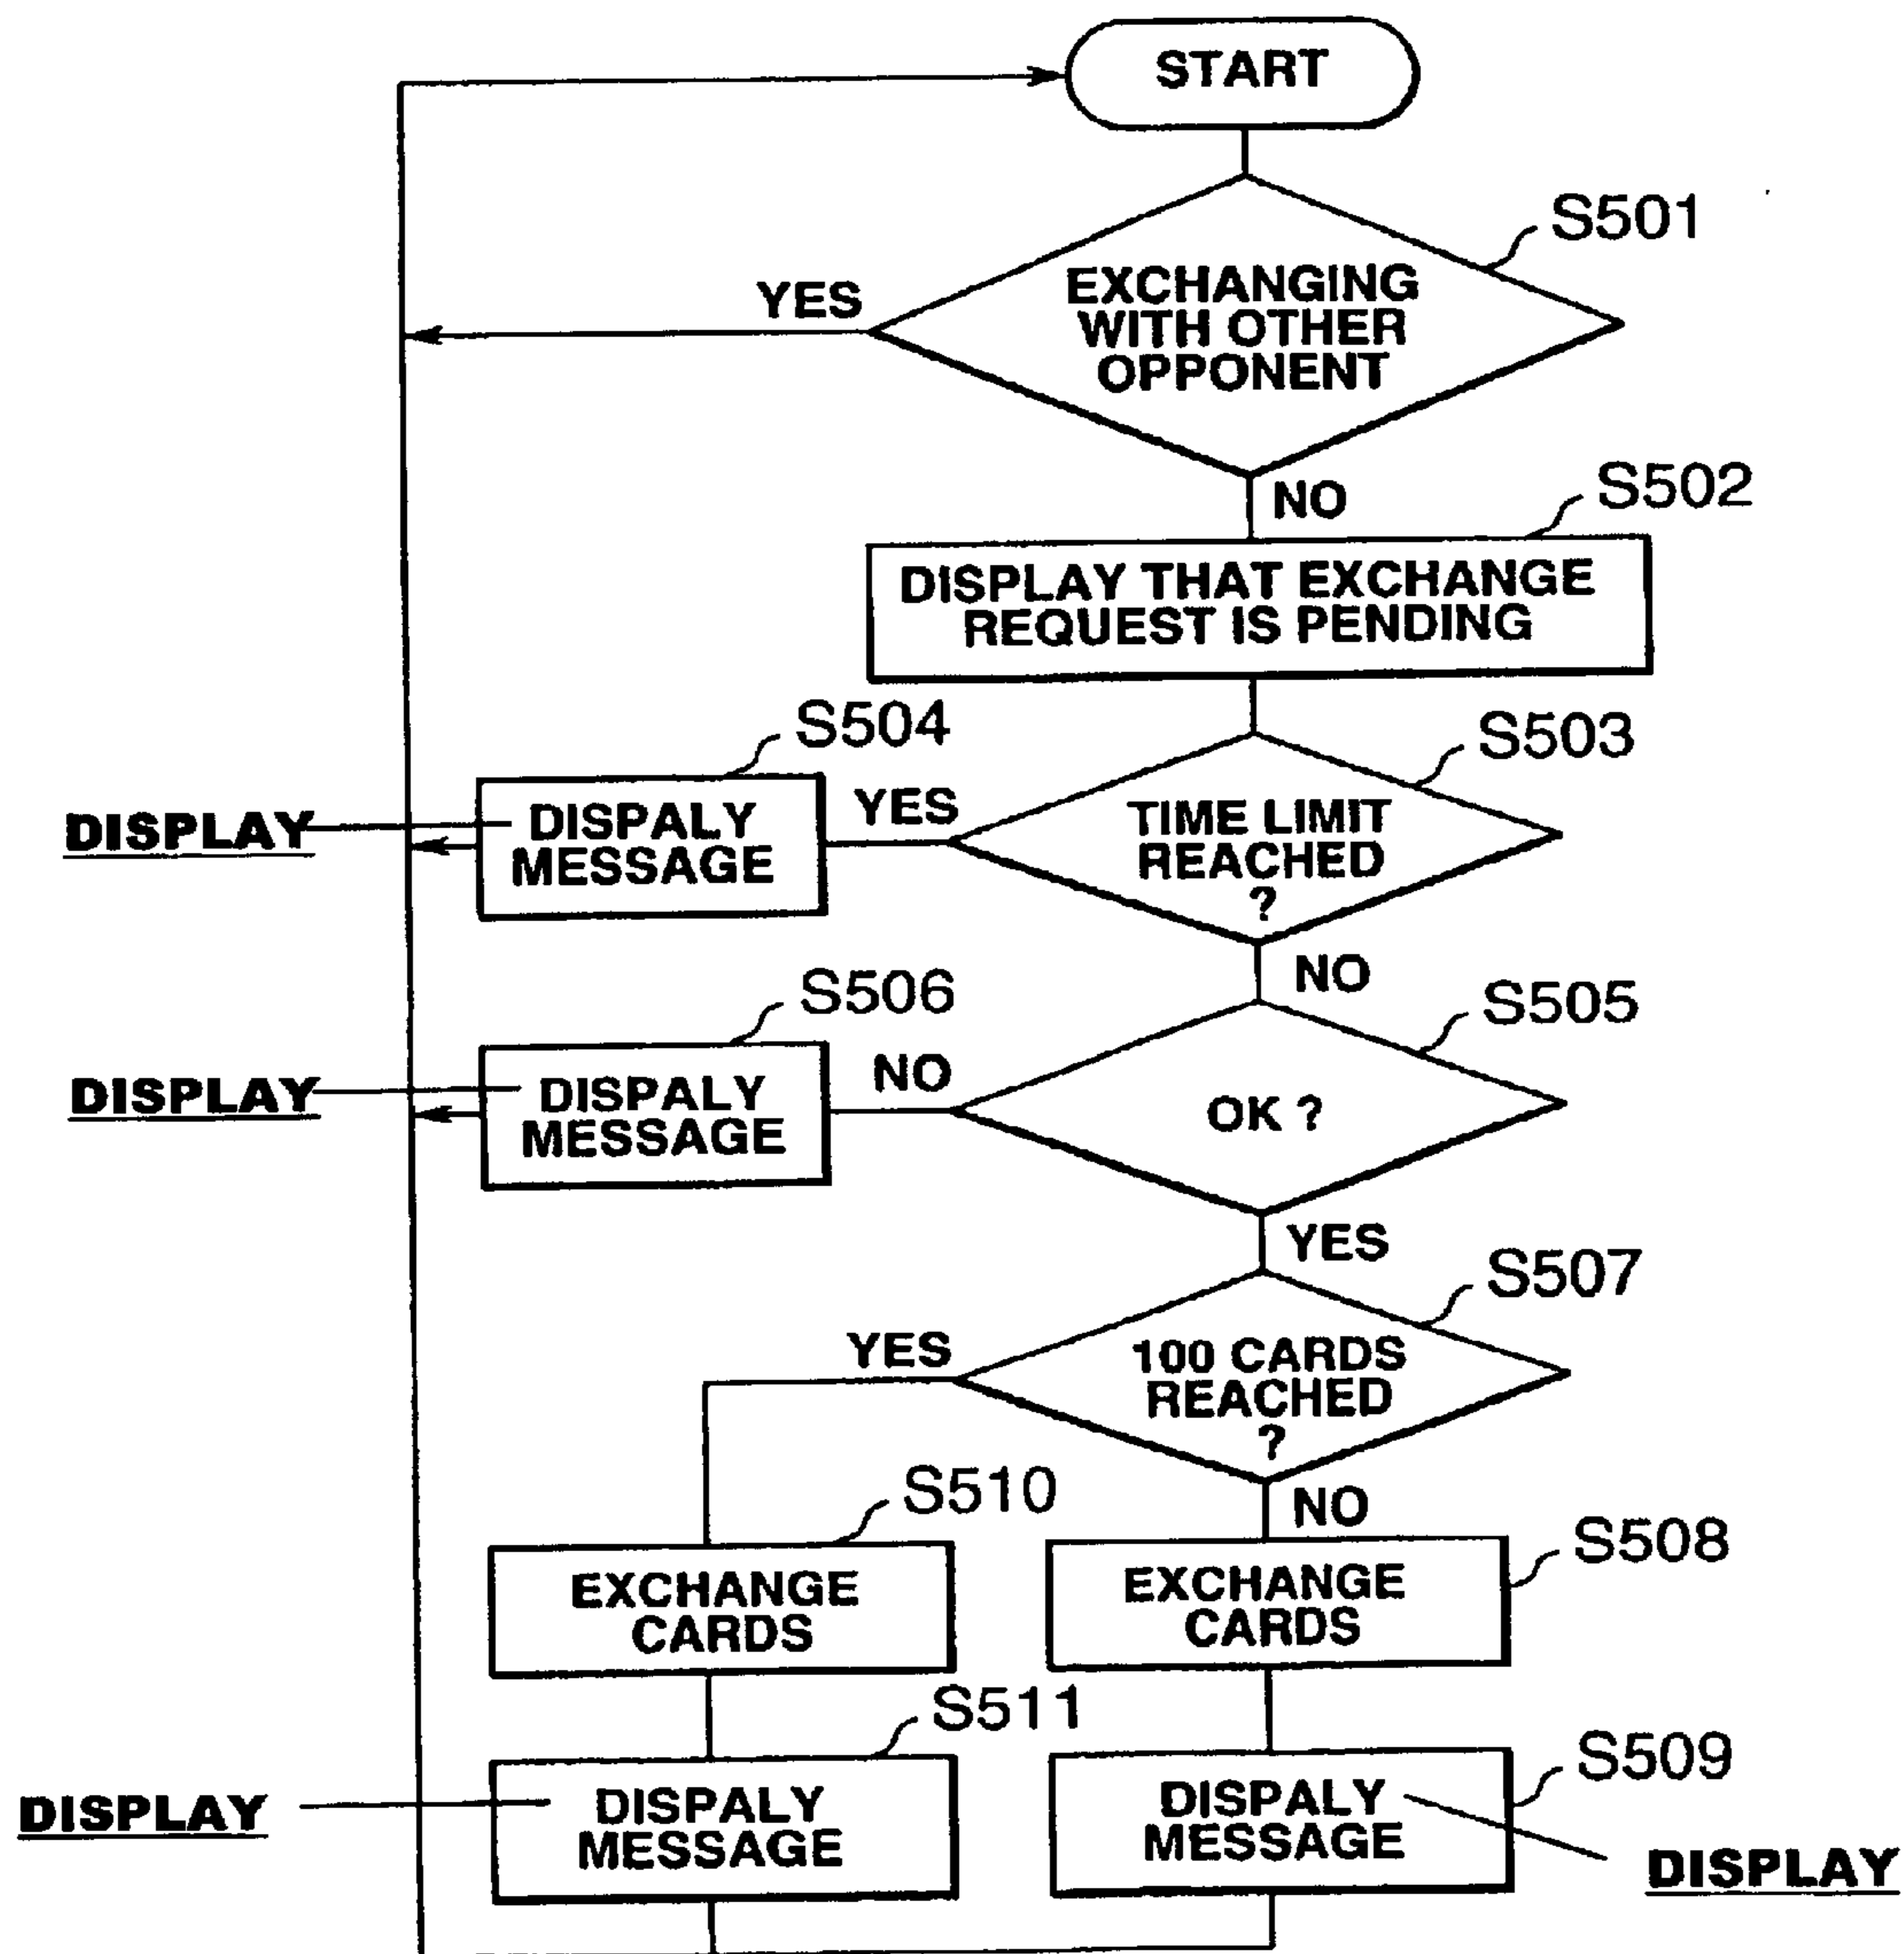 START
S501
EXCHANGING
WITH OTHER
OPPONENT
YES
NO
S502
DISPLAY THAT EXCHANGE
REQUEST IS PENDING
S504
S503
DISPLAY
DISPALY
MESSAGE
YES
TIME LIMIT
REACHED
?
NO
S506
S505
DISPLAY
DISPALY
MESSAGE
NO
OK ?
YES
S507
YES
100 CARDS
REACHED
?
NO
S510
S508
EXCHANGE
CARDS
EXCHANGE
CARDS
S511
S509
DISPLAY
DISPALY
MESSAGE
DISPALY
MESSAGE
DISPLAY